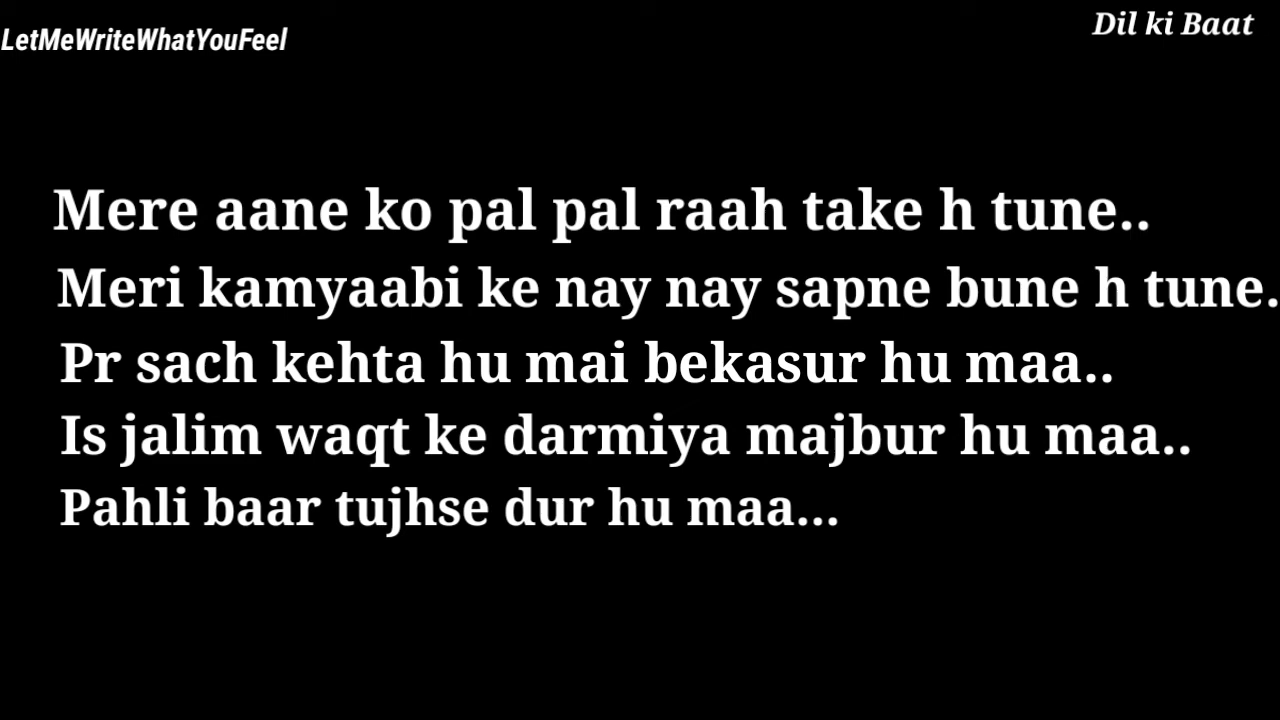 LetMeWriteWhatYouFeel
Dil ki Baat
Mere aane ko pal pal raah take h tune..
Meri kamyaabi ke nay nay sapne bune h tune.
Pr sach kehta hu mai bekasur hu maa..
Is jalim waqt ke darmiya majbur hu maa..
Pahli baar tujhse dur hu maa...